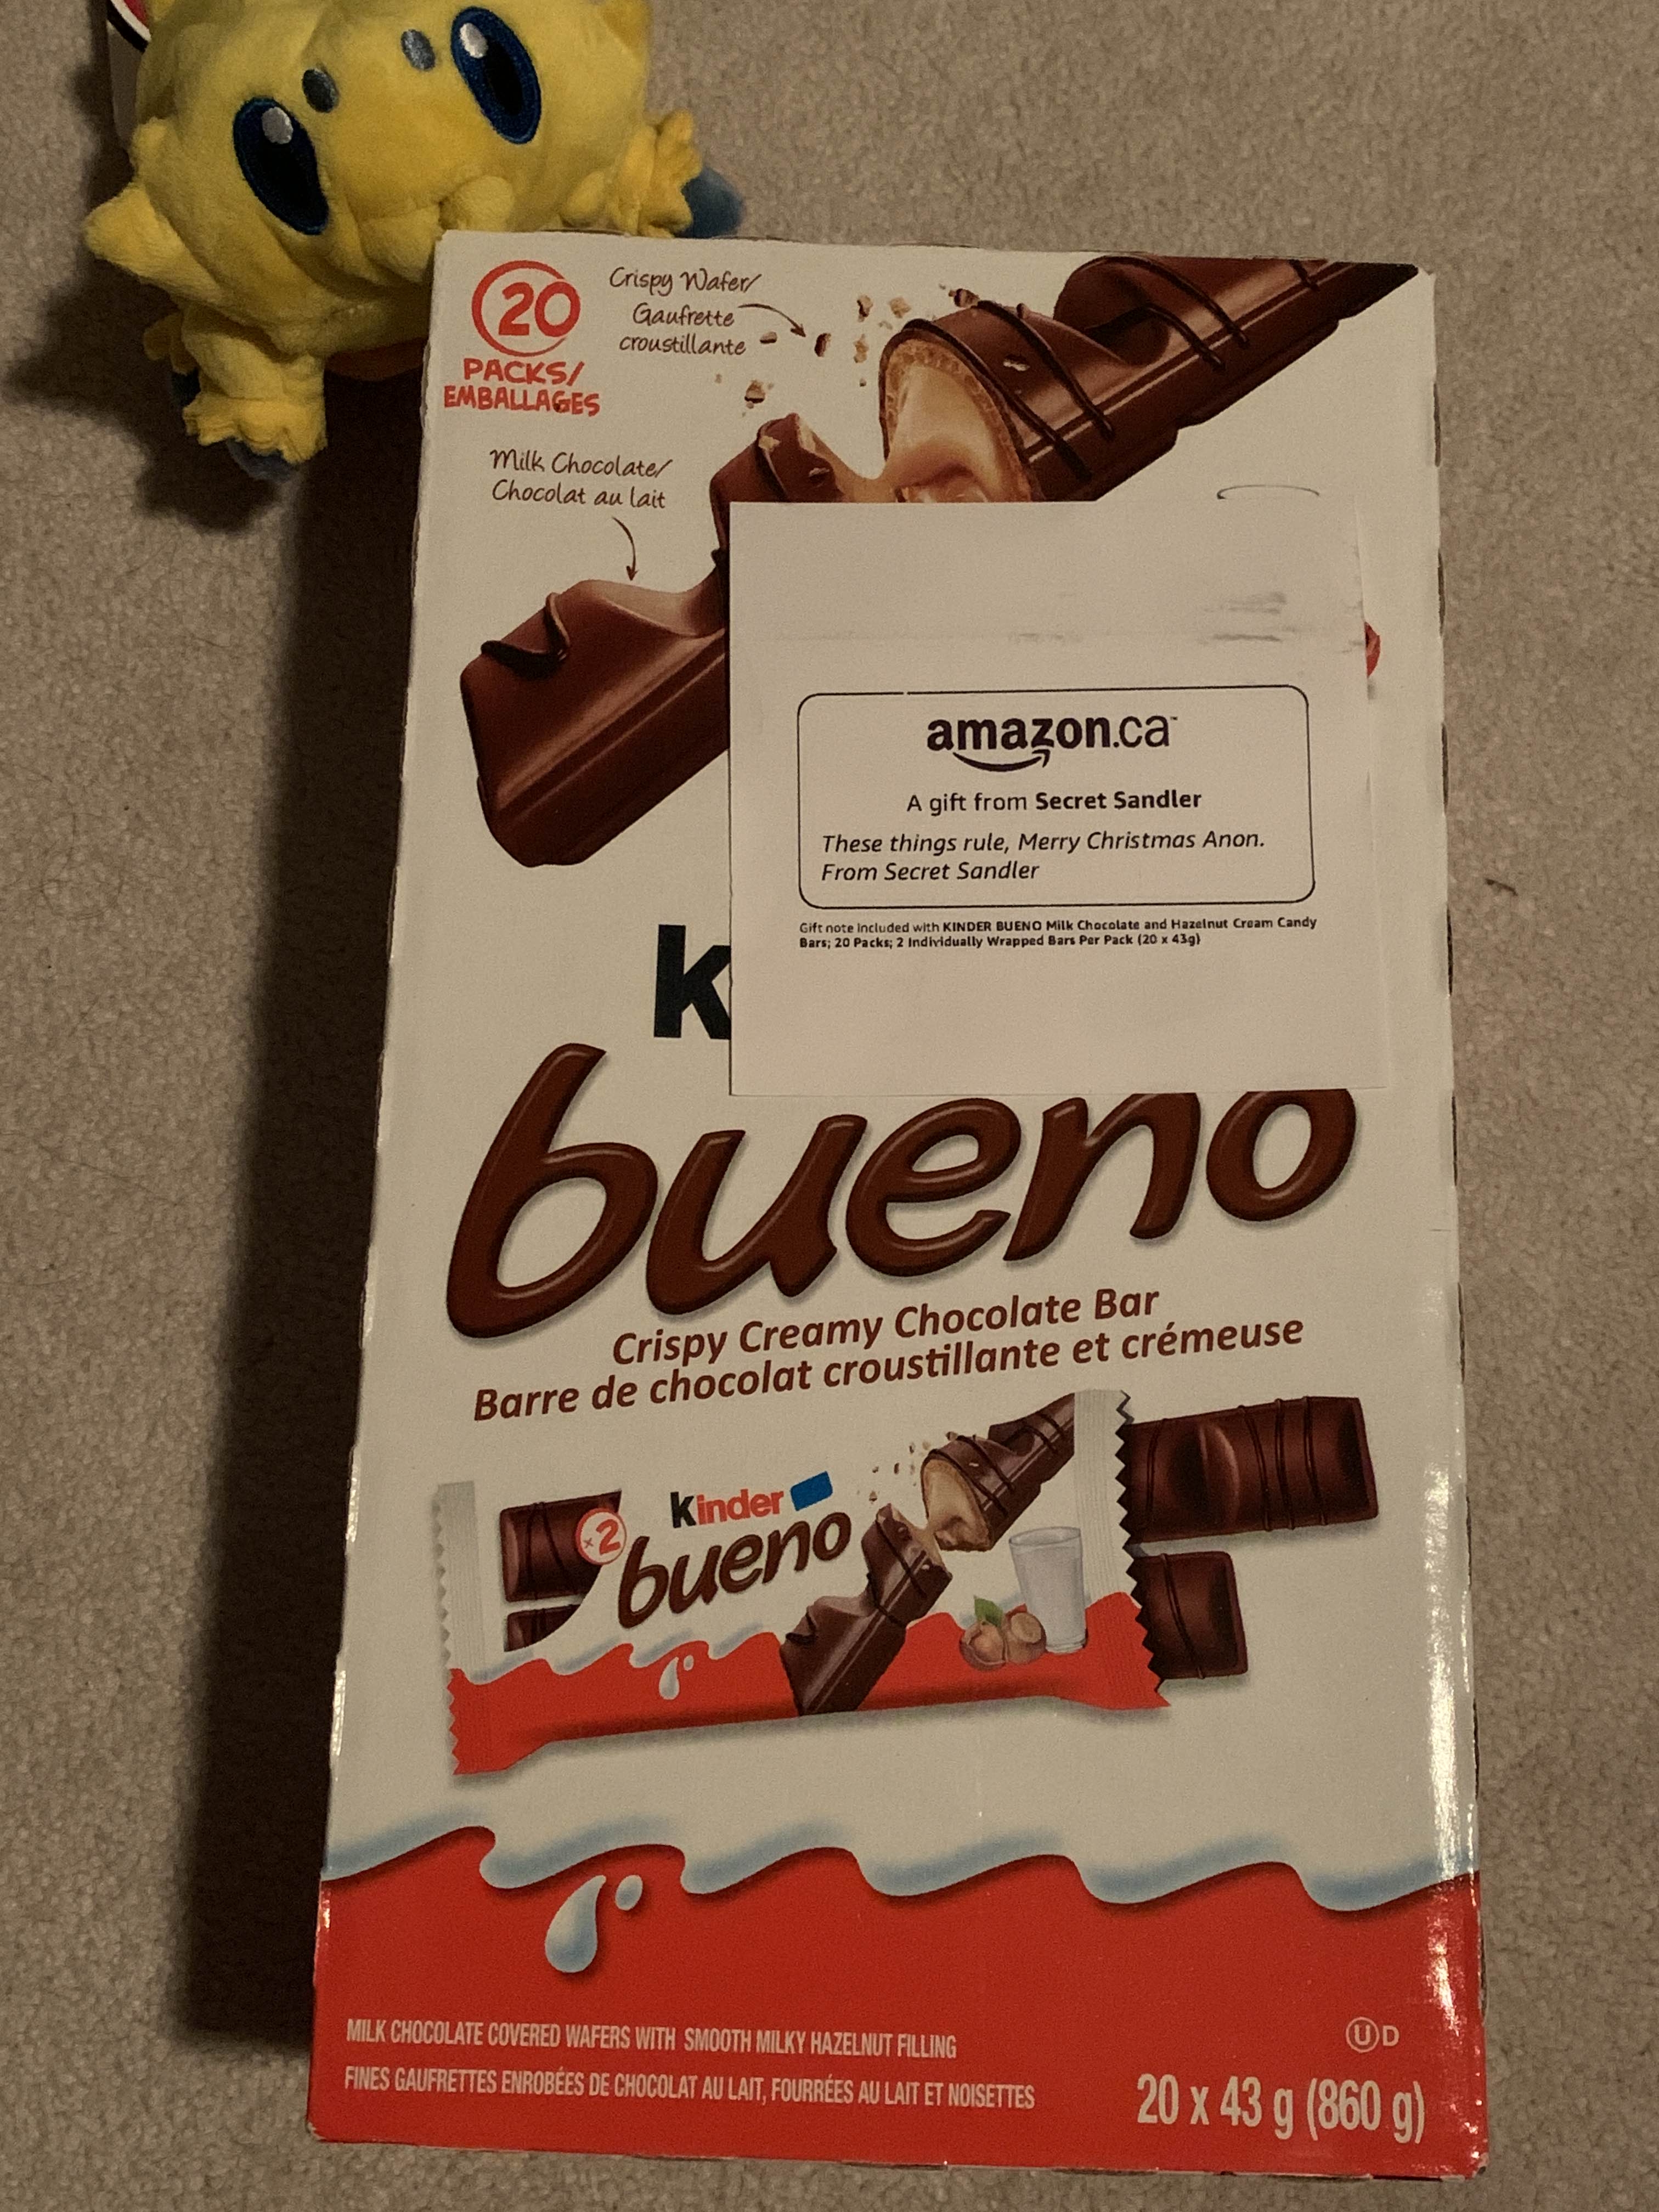 20
PACKS/
EMBALLAGES
Crispy Wafer/
Gaufrette
croustillante
Milk Chocolate/
Chocolat au lait
amazon.ca™
A gift from Secret Sandler
These things rule, Merry Christmas Anon.
From Secret Sandler
Gift note included with KINDER BUENO Milk Chocolate and Hazelnut Cream Candy
Bars; 20 Packs; 2 Individually Wrapped Bars Per Pack (20 x 43g)
k
bueno
Crispy Creamy Chocolate Bar
Barre de chocolat croustillante et crémeuse
x2
kinder
bueno
MILK CHOCOLATE COVERED WAFERS WITH SMOOTH MILKY HAZELNUT FILLING
FINES GAUFRETTES ENROBÉES DE CHOCOLAT AU LAIT, FOURRÉES AU LAIT ET NOISETTES
UD
20 x 43 g (860 g)